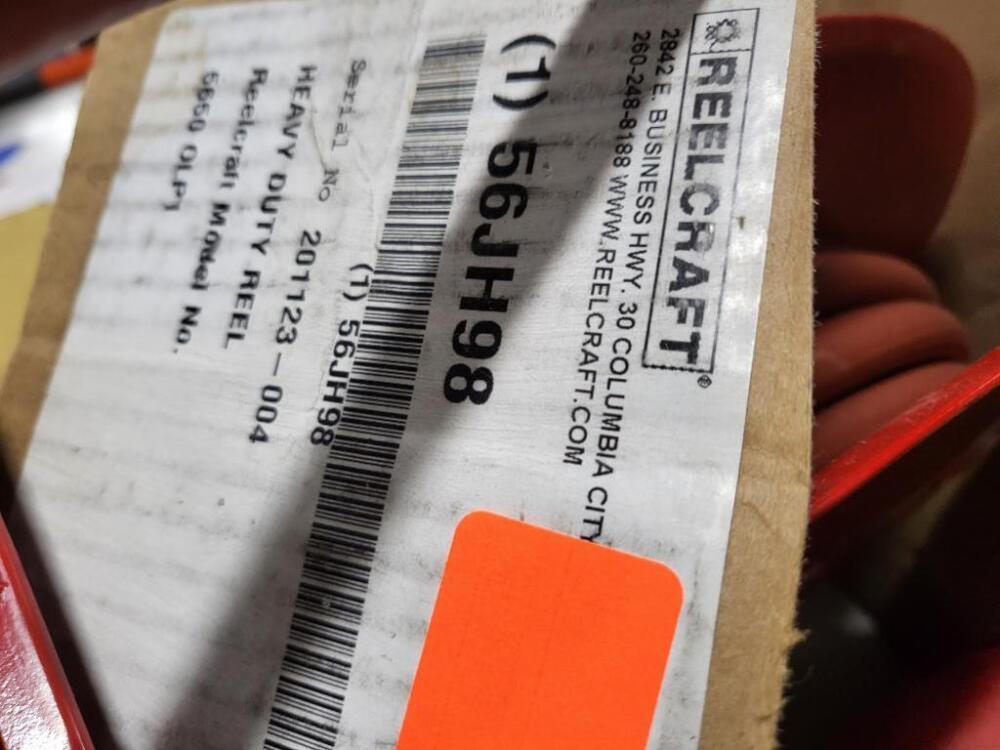 REELCRAFT®
2842 E. BUSINESS HWY. 30 COLUMBIA CITY
260-248-8188 WWW.REELCRAFT.COM
(1) 56JH98
(1) 56JH98
Serial No 201123-004
HEAVY DUTY REEL
Reelcraft Model No.
5650 OLP1